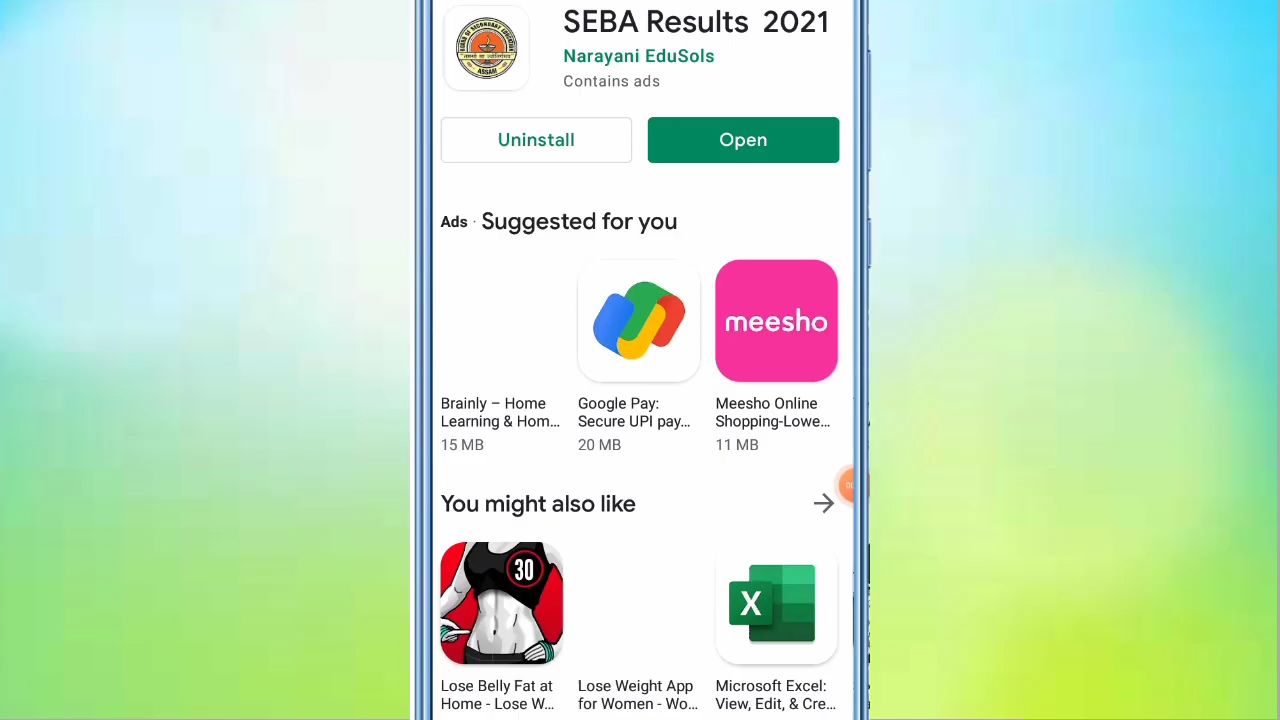 SEBA Results 2021
Narayani EduSols
Contains ads
ASSAM
Uninstall
Open
Ads · Suggested for you
meesho
Brainly – Home
Learning & Hom...
15 MB
Google Pay:
Secure UPI pay...
20 MB
Meesho Online
Shopping-Lowe...
11 MB
You might also like
30
X
Lose Belly Fat at
Home - Lose W...
Lose Weight App
for Women - Wo...
Microsoft Excel:
View, Edit, & Cre...